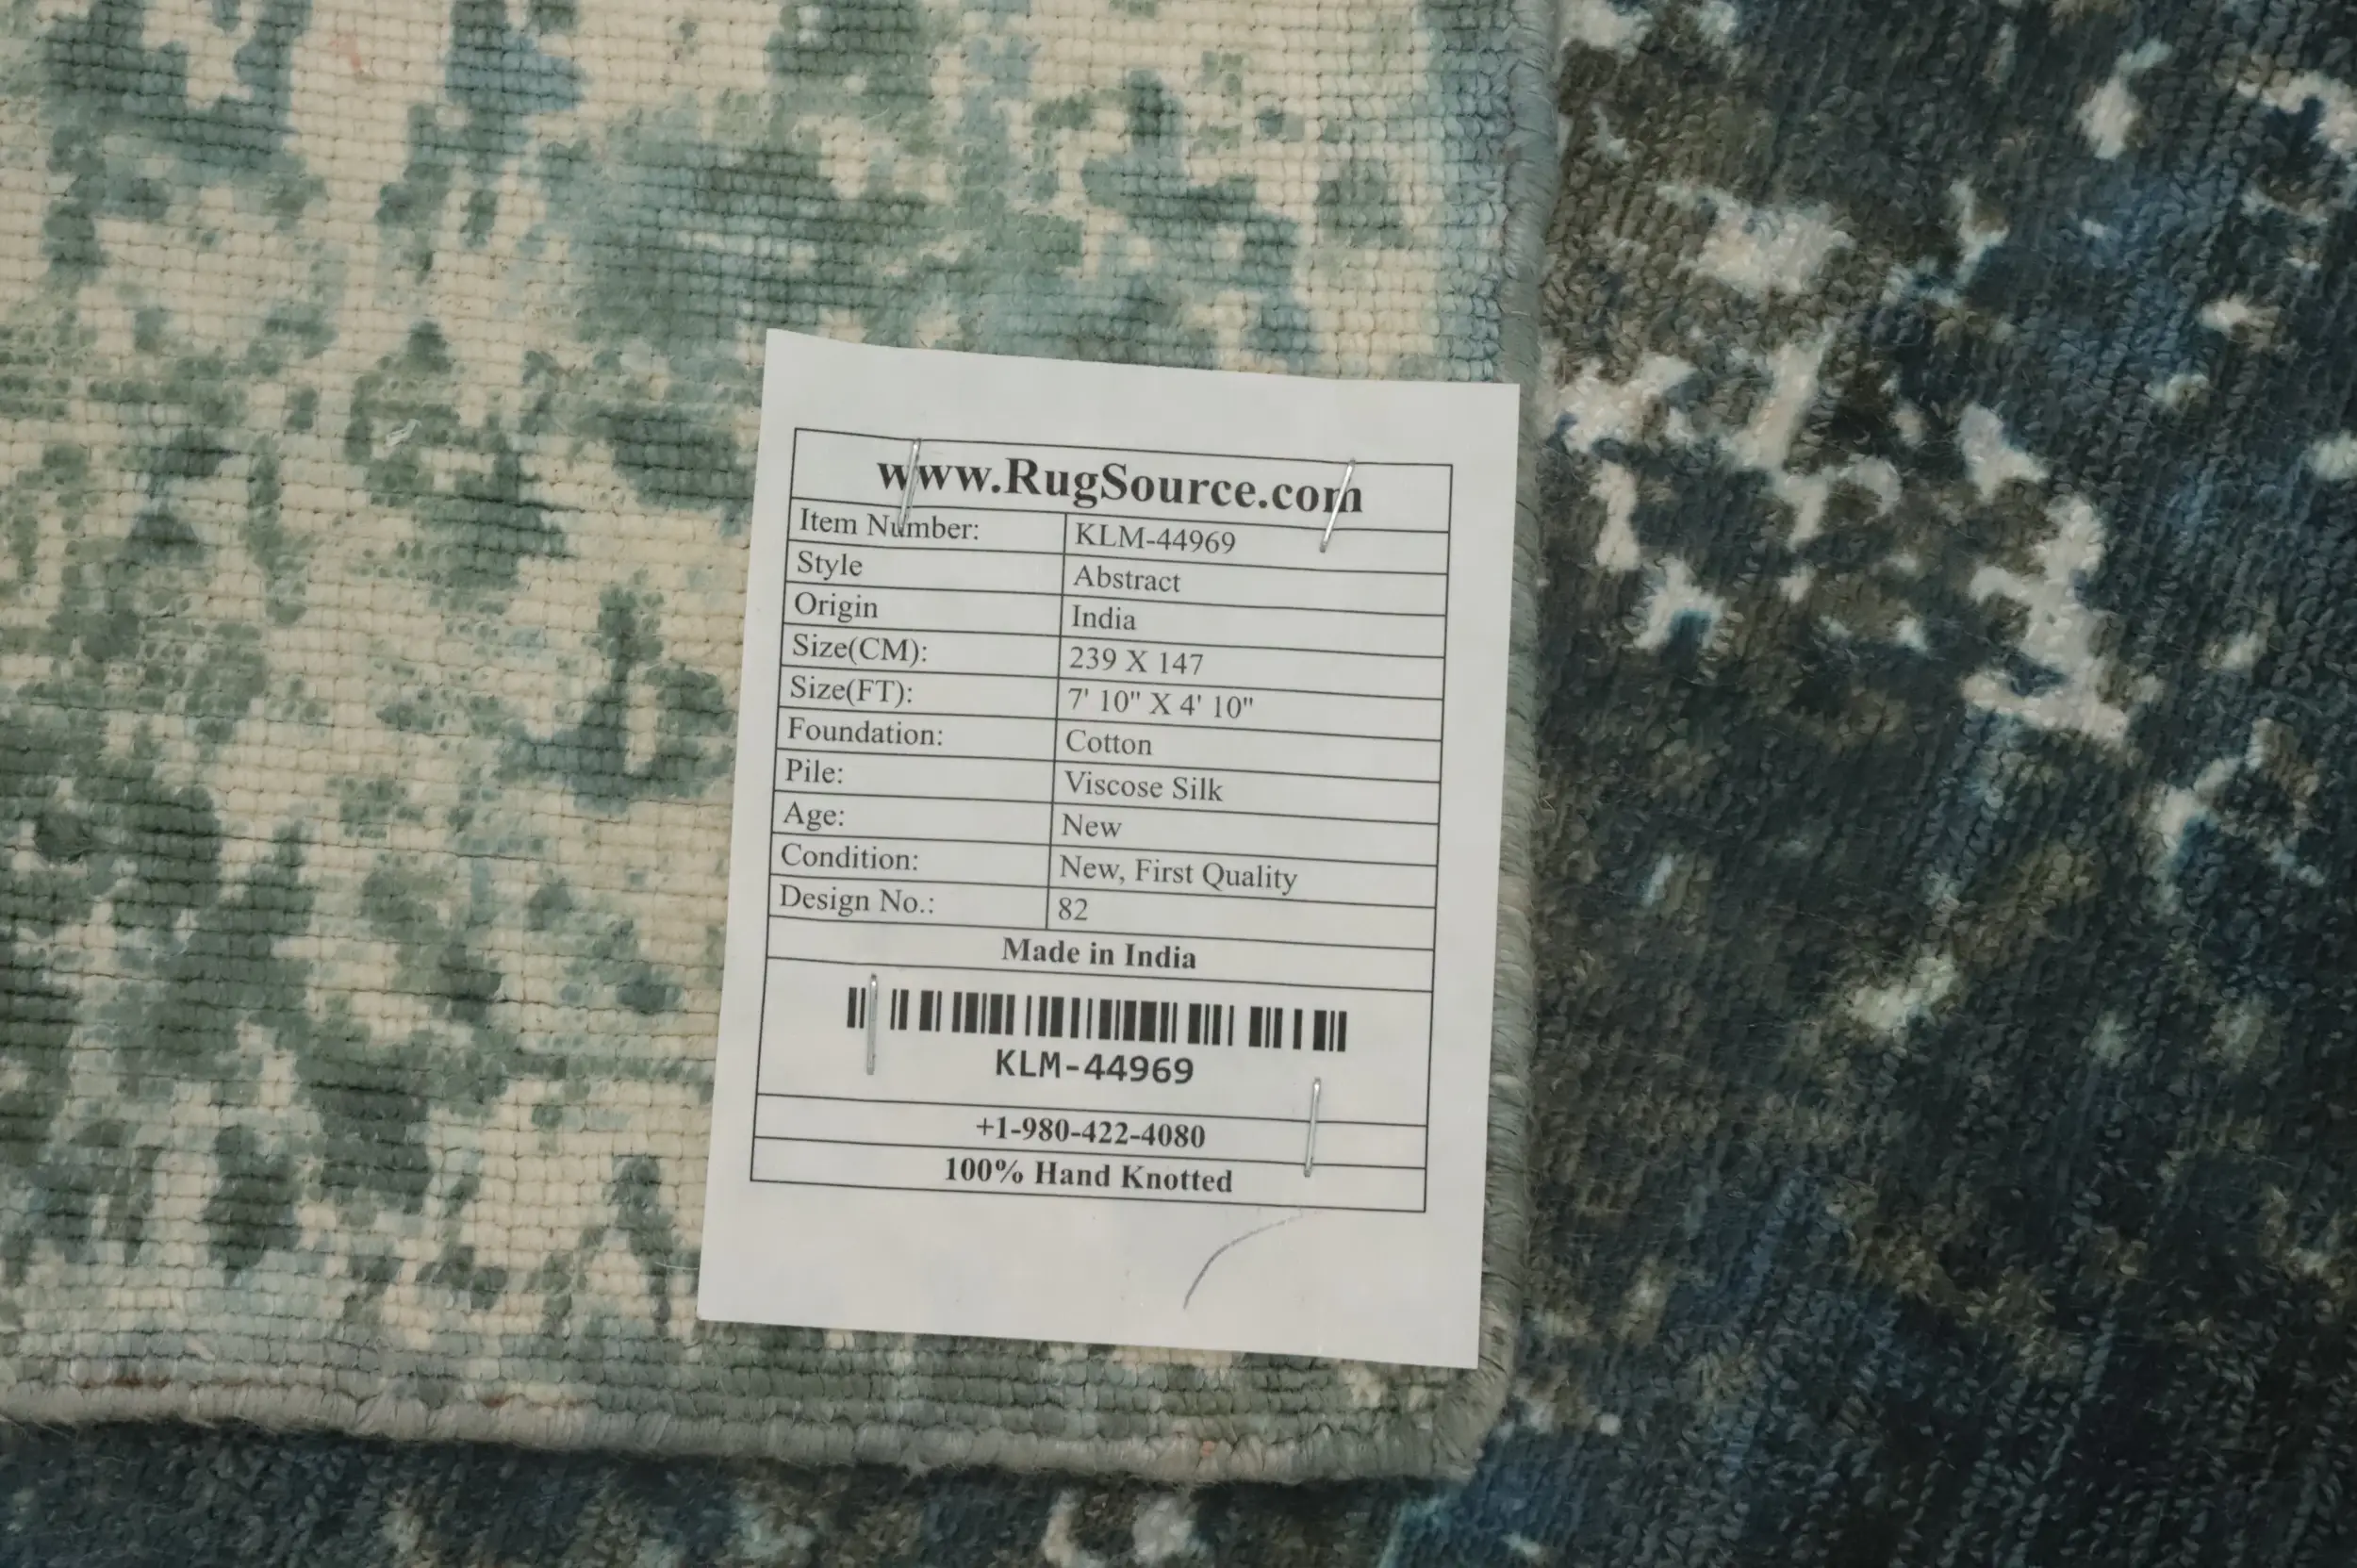 www.RugSource.com
Item Number: KLM-44969
Style Abstract
Origin India
Size(CM): 239 X 147
Size(FT): 7' 10" X 4' 10"
Foundation: Cotton
Pile: Viscose Silk
Age: New
Condition: New, First Quality
Design No.: 82
Made in India
KLM-44969
+1-980-422-4080
100% Hand Knotted